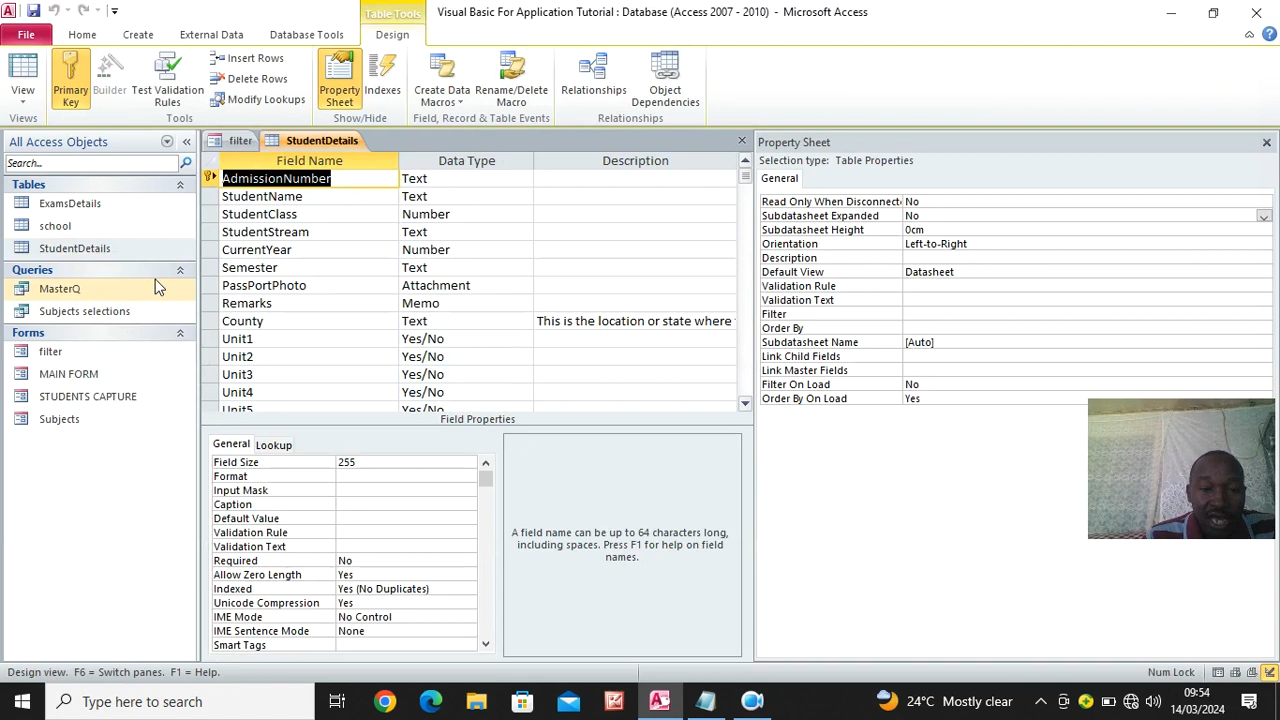 Visual Basic For Application Tutorial : Database (Access 2007 - 2010) - Microsoft Access
Table Tools
File Home Create External Data Database Tools Design
View
Primary Key
Builder
Test Validation Rules
Insert Rows
Delete Rows
Modify Lookups
Property Sheet
Indexes
Create Data Macros
Rename/Delete Macro
Relationships
Object Dependencies
Views Tools Show/Hide Field, Record & Table Events Relationships
All Access Objects
Search...
Tables
ExamsDetails
school
StudentDetails
Queries
MasterQ
Subjects selections
Forms
filter
MAIN FORM
STUDENTS CAPTURE
Subjects
filter StudentDetails
Field Name Data Type Description
AdmissionNumber Text
StudentName Text
StudentClass Number
StudentStream Text
CurrentYear Number
Semester Text
PassPortPhoto Attachment
Remarks Memo
County Text This is the location or state where
Unit1 Yes/No
Unit2 Yes/No
Unit3 Yes/No
Unit4 Yes/No
Unit5 Yes/No
Field Properties
General Lookup
Field Size 255
Format
Input Mask
Caption
Default Value
Validation Rule
Validation Text
Required No
Allow Zero Length Yes
Indexed Yes (No Duplicates)
Unicode Compression Yes
IME Mode No Control
IME Sentence Mode None
Smart Tags
A field name can be up to 64 characters long,
including spaces. Press F1 for help on field
names.
Property Sheet
Selection type: Table Properties
General
Read Only When Disconnect No
Subdatasheet Expanded No
Subdatasheet Height 0cm
Orientation Left-to-Right
Description
Default View Datasheet
Validation Rule
Validation Text
Filter
Order By
Subdatasheet Name [Auto]
Link Child Fields
Link Master Fields
Filter On Load No
Order By On Load Yes
Design view. F6 = Switch panes. F1 = Help.
Num Lock
Type here to search
24°C Mostly clear
09:54
14/03/2024